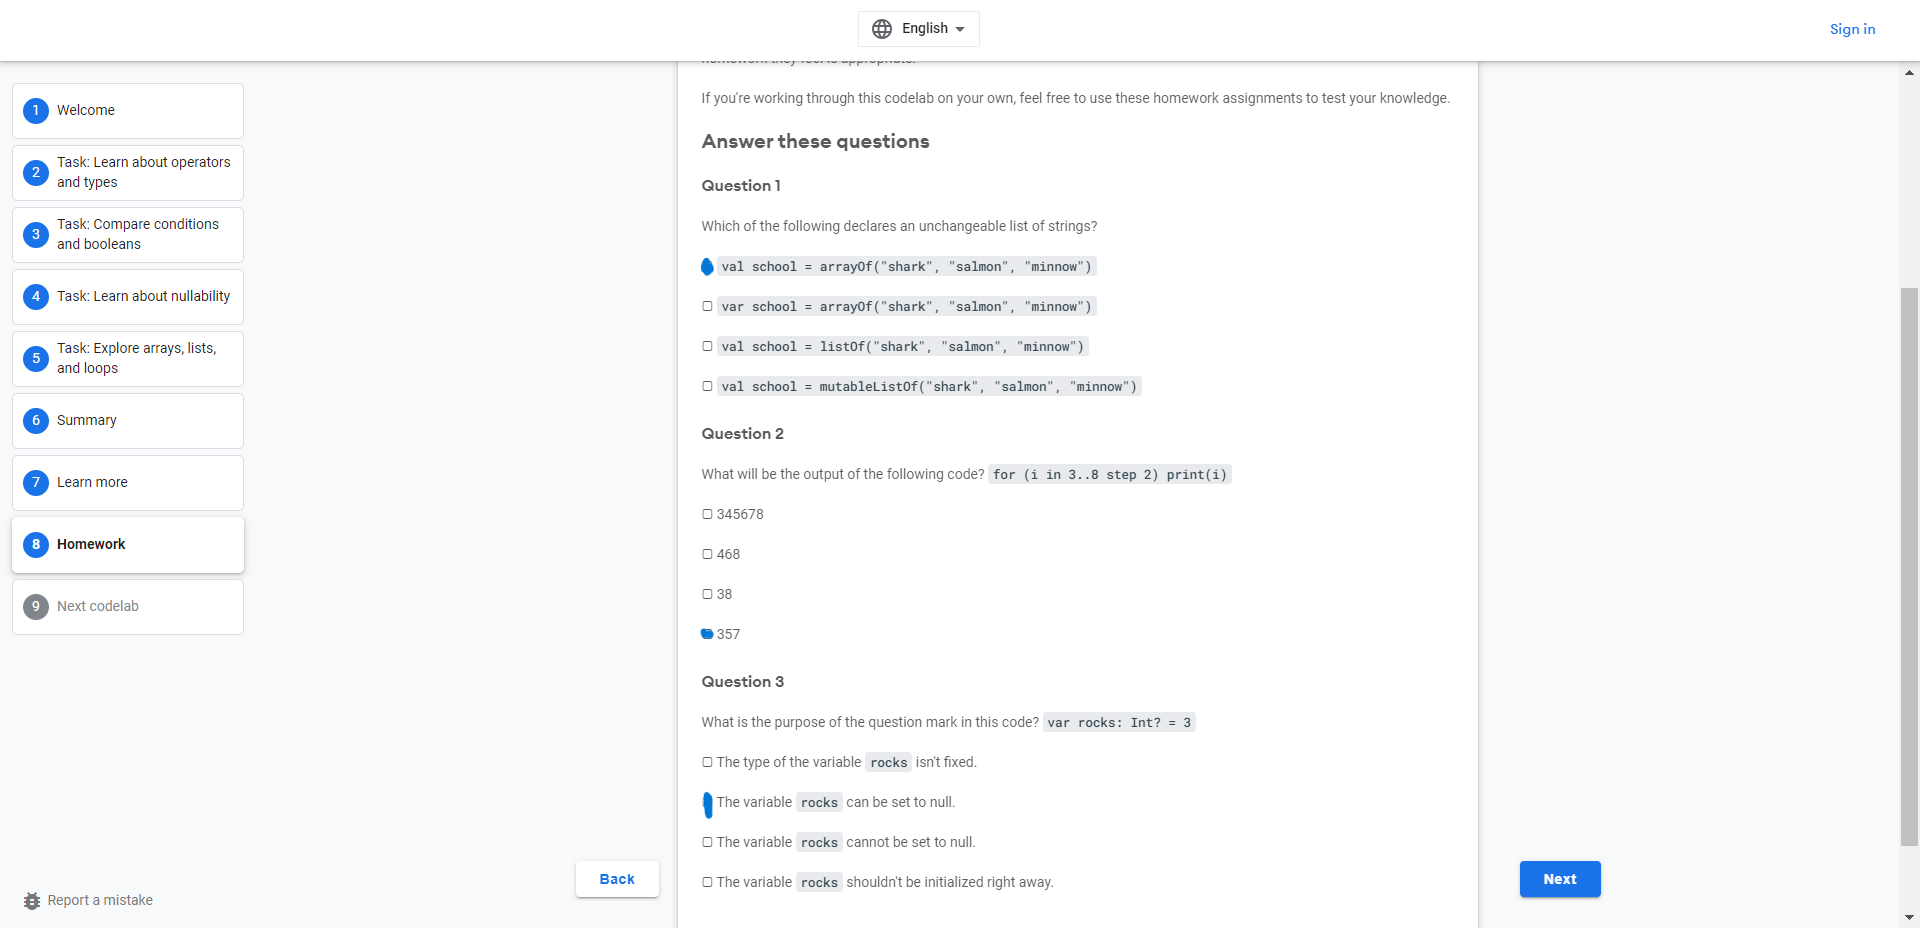 English
Sign in
1 Welcome
2 Task: Learn about operators
and types
3 Task: Compare conditions
and booleans
4 Task: Learn about nullability
5 Task: Explore arrays, lists,
and loops
6 Summary
7 Learn more
8 Homework
9 Next codelab
Report a mistake
homework they feel is appropriate.
If you're working through this codelab on your own, feel free to use these homework assignments to test your knowledge.
Answer these questions
Question 1
Which of the following declares an unchangeable list of strings?
val school = arrayOf("shark", "salmon", "minnow")
▢ var school = arrayOf("shark", "salmon", "minnow")
▢ val school = listOf("shark", "salmon", "minnow")
▢ val school = mutableListOf("shark", "salmon", "minnow")
Question 2
What will be the output of the following code? for (i in 3..8 step 2) print(i)
▢ 345678
▢ 468
▢ 38
357
Question 3
What is the purpose of the question mark in this code? var rocks: Int? = 3
▢ The type of the variable rocks isn't fixed.
The variable rocks can be set to null.
▢ The variable rocks cannot be set to null.
▢ The variable rocks shouldn't be initialized right away.
Back
Next